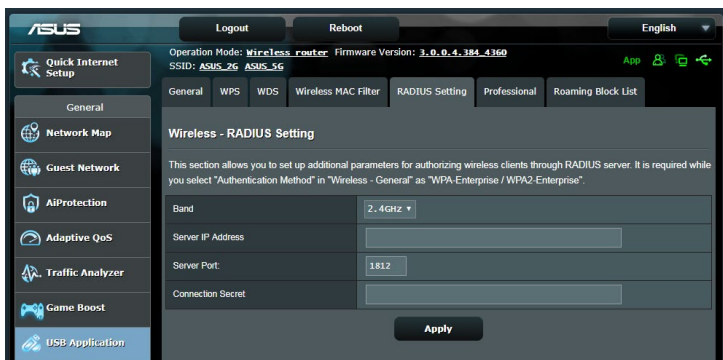 ASUS
Logout
Reboot
English
Quick Internet
Setup
Operation Mode: Wireless router Firmware Version: 3.0.0.4.384_4360
SSID: ASUS_2G ASUS_5G
App
General
WPS
WDS
Wireless MAC Filter
RADIUS Setting
Professional
Roaming Block List
General
Network Map
Guest Network
AiProtection
Adaptive QoS
Traffic Analyzer
Game Boost
USB Application
Wireless - RADIUS Setting
This section allows you to set up additional parameters for authorizing wireless clients through RADIUS server. It is required while
you select "Authentication Method" in "Wireless - General" as "WPA-Enterprise / WPA2-Enterprise".
Band
2.4GHz
Server IP Address
Server Port:
1812
Connection Secret
Apply